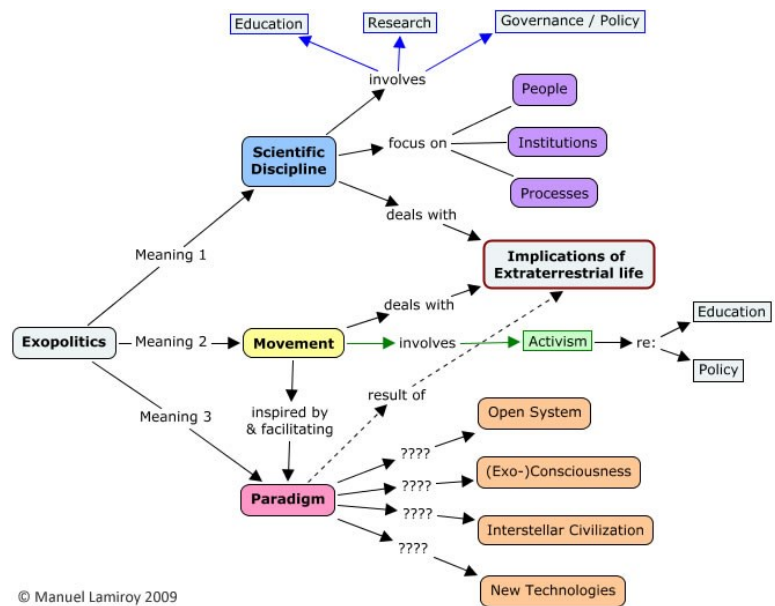 Education
Research
Governance / Policy
involves
People
Scientific
Discipline
focus on
Institutions
Processes
deals with
Meaning 1
Implications of
Extraterrestrial life
deals with
Exopolitics
Meaning 2
Movement
involves
Activism
re:
Education
Policy
Meaning 3
inspired by
& facilitating
result of
Open System
????
Paradigm
????
(Exo-)Consciousness
????
Interstellar Civilization
????
New Technologies
© Manuel Lamiroy 2009